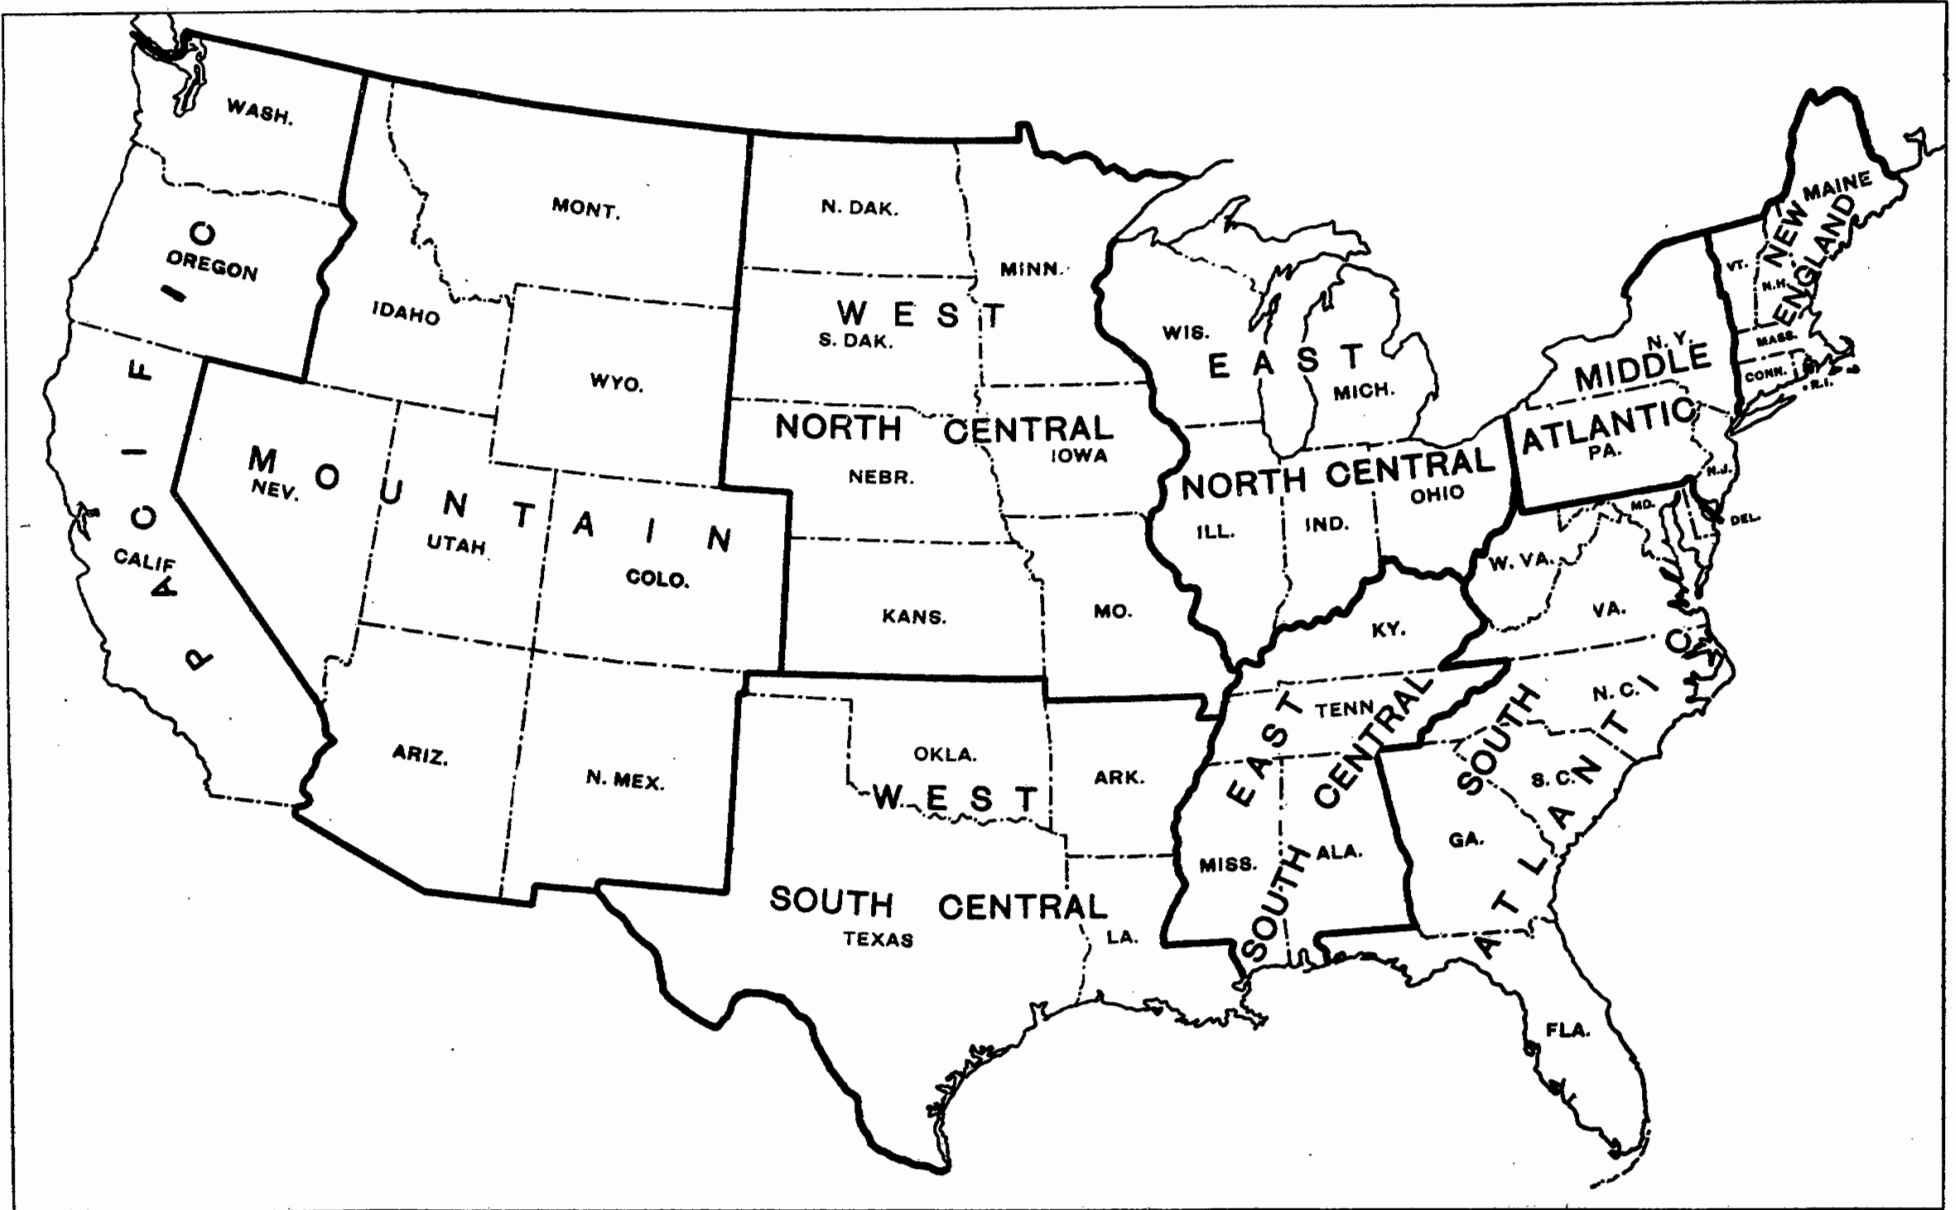 WASH.
OREGON
CALIF
PACIFIC
MONT.
IDAHO
WYO.
NEV.
UTAH
COLO.
ARIZ.
N. MEX.
MOUNTAIN
N. DAK.
MINN.
WEST
S. DAK.
NORTH CENTRAL
IOWA
NEBR.
KANS.
MO.
WIS.
EAST
MICH.
NORTH CENTRAL
OHIO
ILL.
IND.
OKLA.
ARK.
WEST
SOUTH CENTRAL
TEXAS
LA.
KY.
TENN
EAST
SOUTH CENTRAL
MISS.
ALA.
MAINE
NEW
ENGLAND
VT.
N.H.
MASS.
CONN.
R.I.
N. Y.
MIDDLE
ATLANTIC
PA.
N.J.
MD.
DEL.
W. VA.
VA.
N. C.
S. C.
GA.
SOUTH
ATLANTIC
FLA.